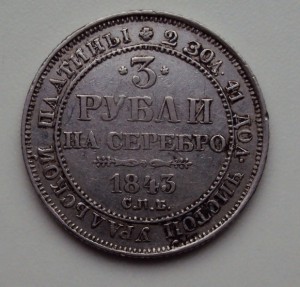 * 2 ЗОЛ. 41 ДОЛ. ЧИСТОЙ УРАЛЬСКОЙ ПЛАТИНЫ
* 3 *
РУБЛИ
НА СЕРЕБРО
1843
С.П.Б.